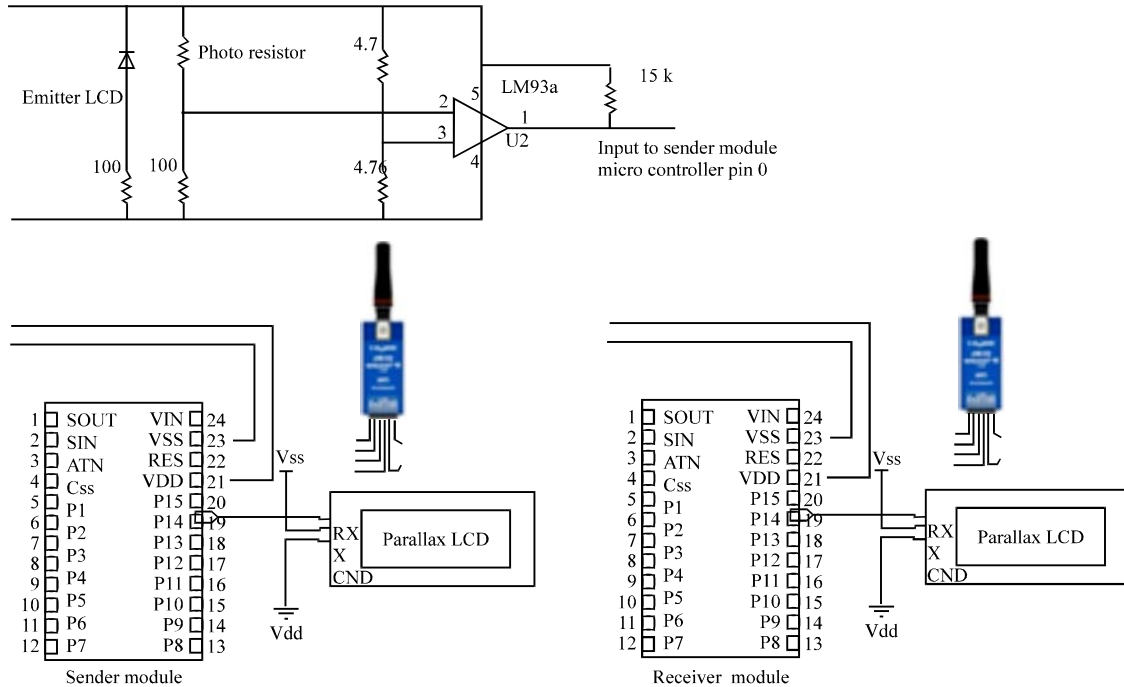 4.7
Photo resistor
15 k
LM93a
5
Emitter LCD
2
1
3
U2
4
Input to sender module
micro controller pin 0
100
100
4.76
1 SOUT VIN 24
2 SIN VSS 23
3 ATN RES 22
4 Css VDD 21
5 P1 P15 20
6 P2 P14 19
7 P3 P13 18
8 P4 P12 17
9 P5 P11 16
10 P6 P10 15
11 P7 P9 14
12 P8 13
Vss
RX
X
CND
Parallax LCD
Vdd
Sender module
1 SOUT VIN 24
2 SIN VSS 23
3 ATN RES 22
4 Css VDD 21
5 P1 P15 20
6 P2 P14 19
7 P3 P13 18
8 P4 P12 17
9 P5 P11 16
10 P6 P10 15
11 P7 P9 14
12 P8 13
Vss
RX
X
CND
Parallax LCD
Vdd
Receiver module